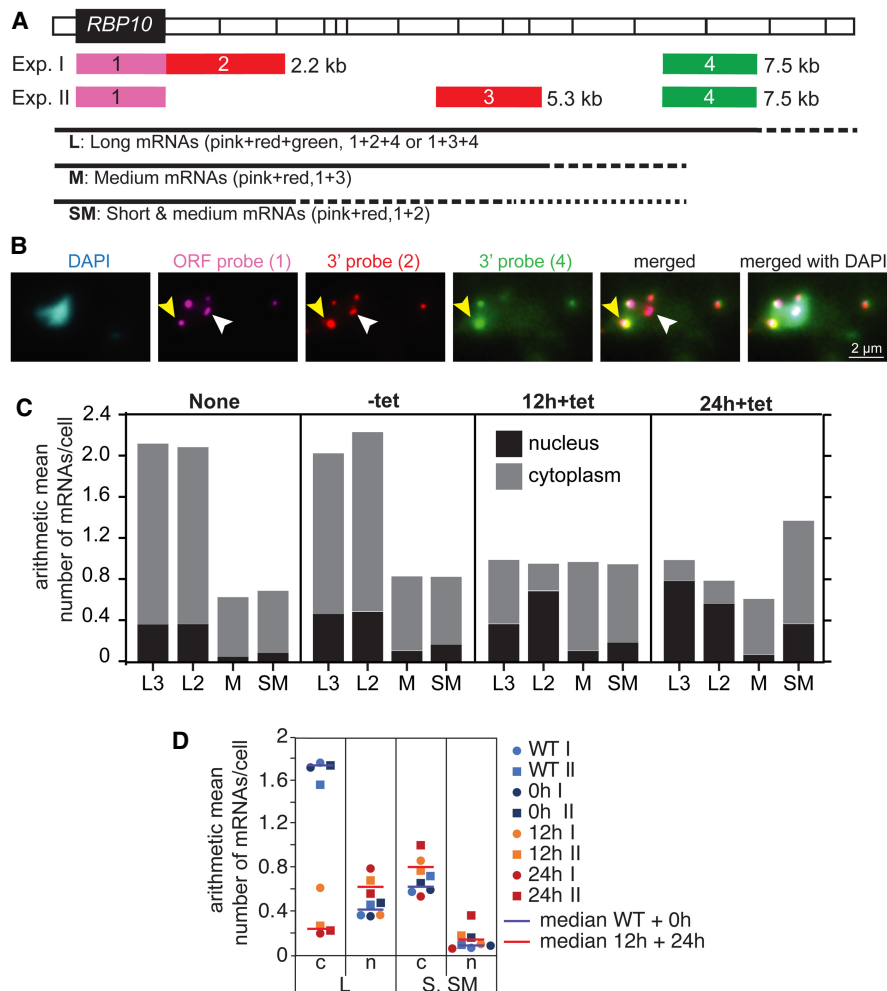 A
RBP10
Exp. I 1 2 2.2 kb 4 7.5 kb
Exp. II 1 3 5.3 kb 4 7.5 kb
L: Long mRNAs (pink+red+green, 1+2+4 or 1+3+4
M: Medium mRNAs (pink+red,1+3)
SM: Short & medium mRNAs (pink+red,1+2)
B
DAPI ORF probe (1) 3' probe (2) 3' probe (4) merged merged with DAPI
2 µm
C
None -tet 12h+tet 24h+tet
arithmetic mean
number of mRNAs/cell
2.4
2.0
1.6
1.2
0.8
0.4
0
nucleus
cytoplasm
L3 L2 M SM L3 L2 M SM L3 L2 M SM L3 L2 M SM
D
arithmetic mean
number of mRNAs/cell
2
1.6
1.2
0.8
0.4
0
WT I
WT II
0h I
0h II
12h I
12h II
24h I
24h II
median WT + 0h
median 12h + 24h
c n c n
L S. SM